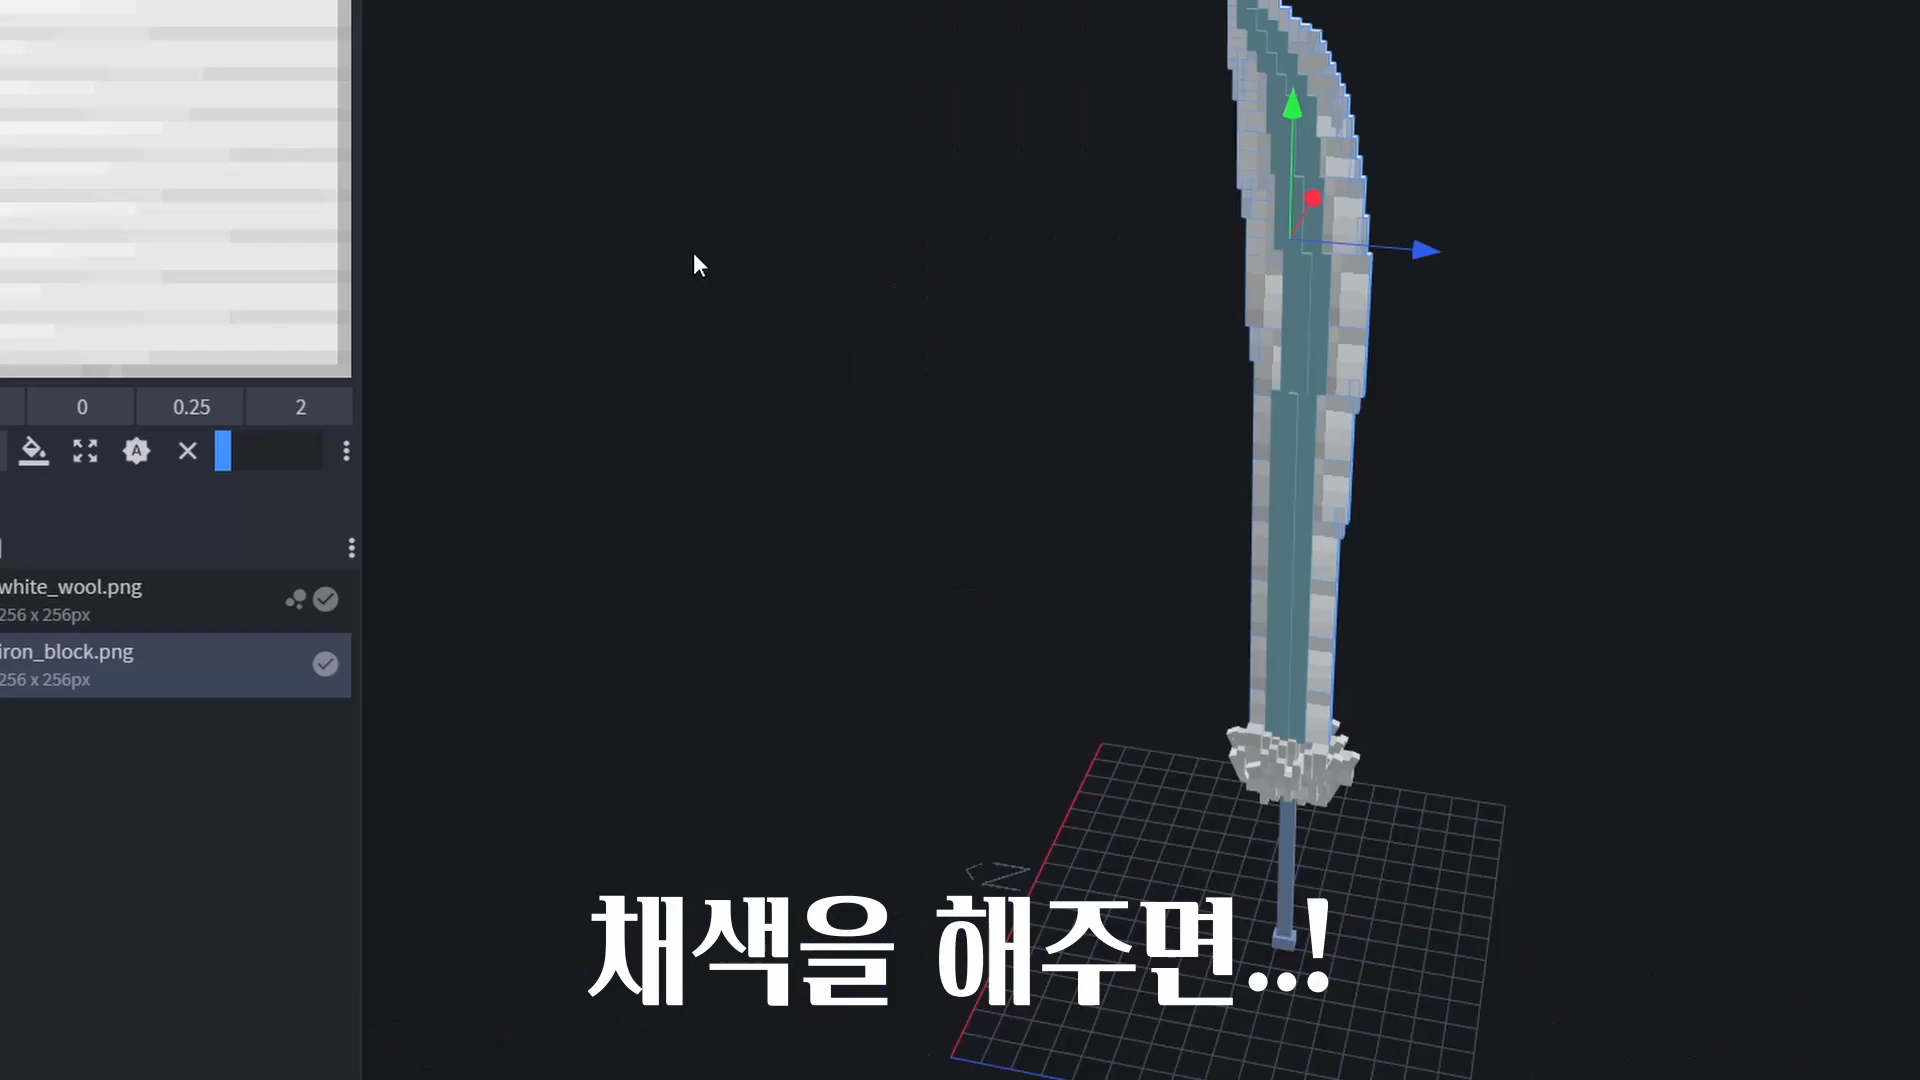 0 0.25 2
A
white_wool.png
256 x 256px
iron_block.png
256 x 256px
채색을 해주면..!